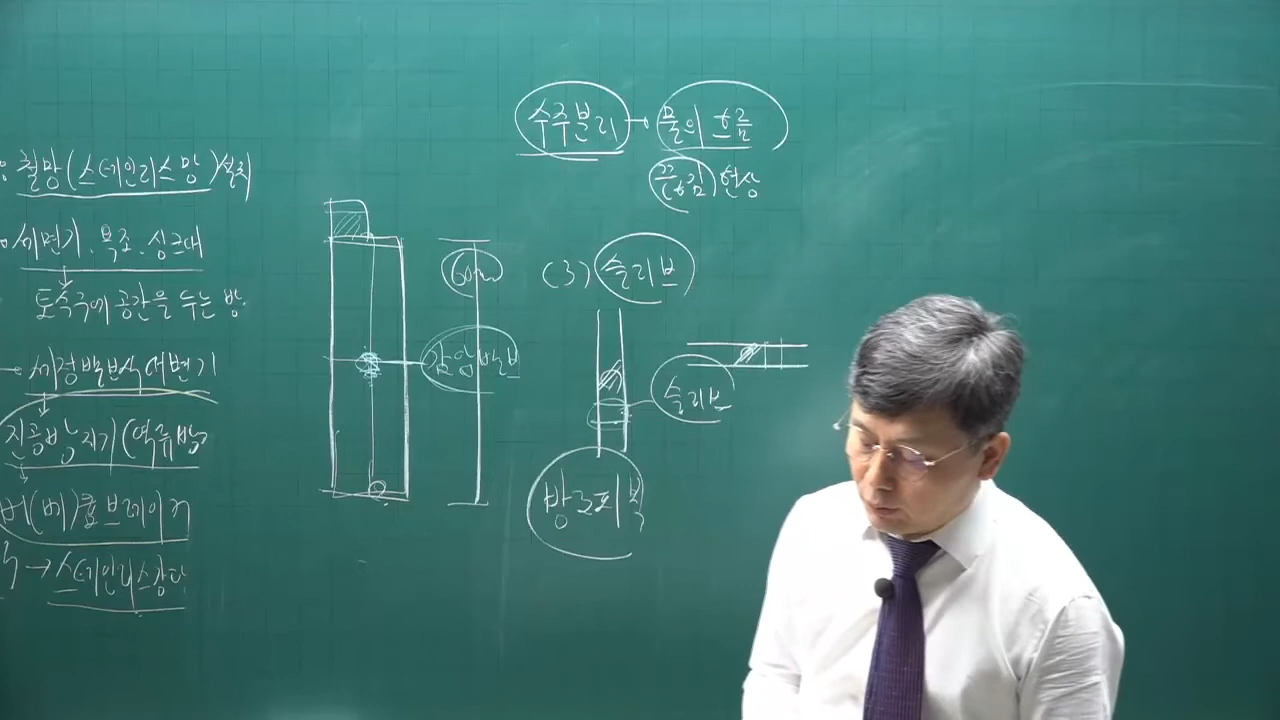 수주분리 → 물의 흐름
끊(흐김)현상
철망(스테인리스망)설치
세면기, 욕조, 싱크대
토수구에 공간을 두는 방
→ 세정밸브식 대변기
진공방지기(역류방
버(베)큠브레이커
→ 스테인리스강관
60m
감압밸브
(3) 슬리브
슬리브
방로피복